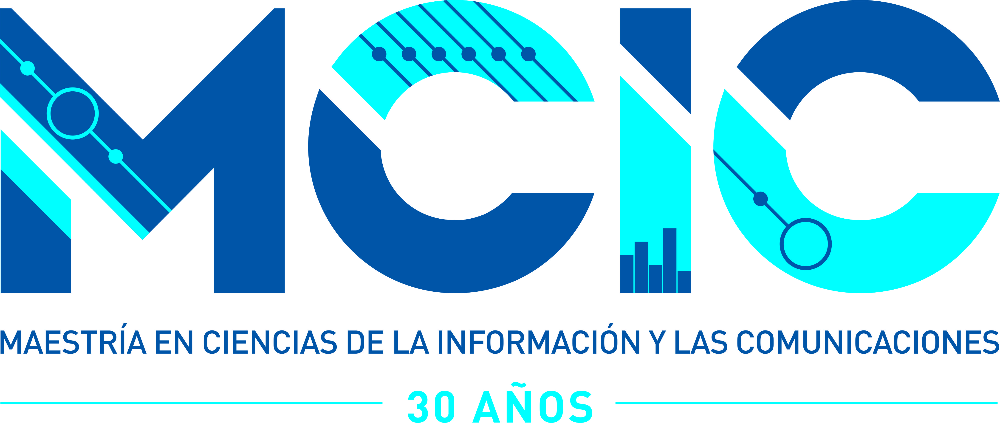 MCIC
MAESTRÍA EN CIENCIAS DE LA INFORMACIÓN Y LAS COMUNICACIONES
30 AÑOS